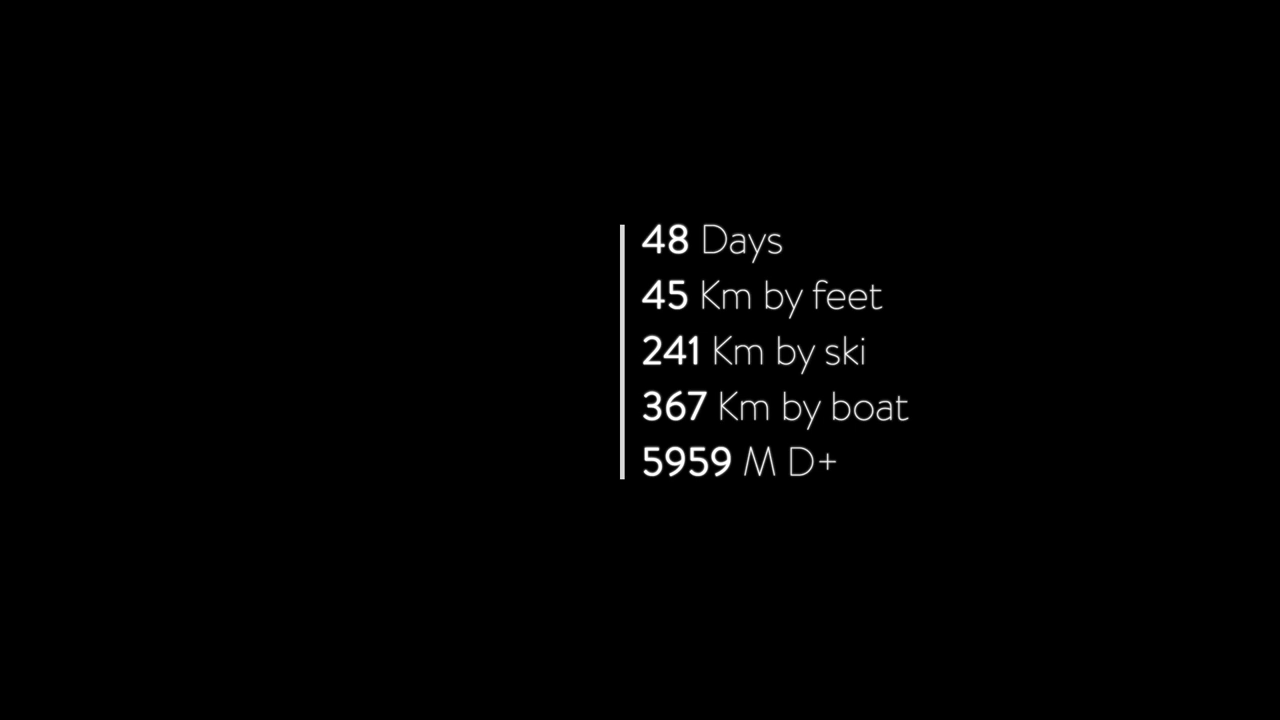 48 Days
45 Km by feet
241 Km by ski
367 Km by boat
5959 M D+